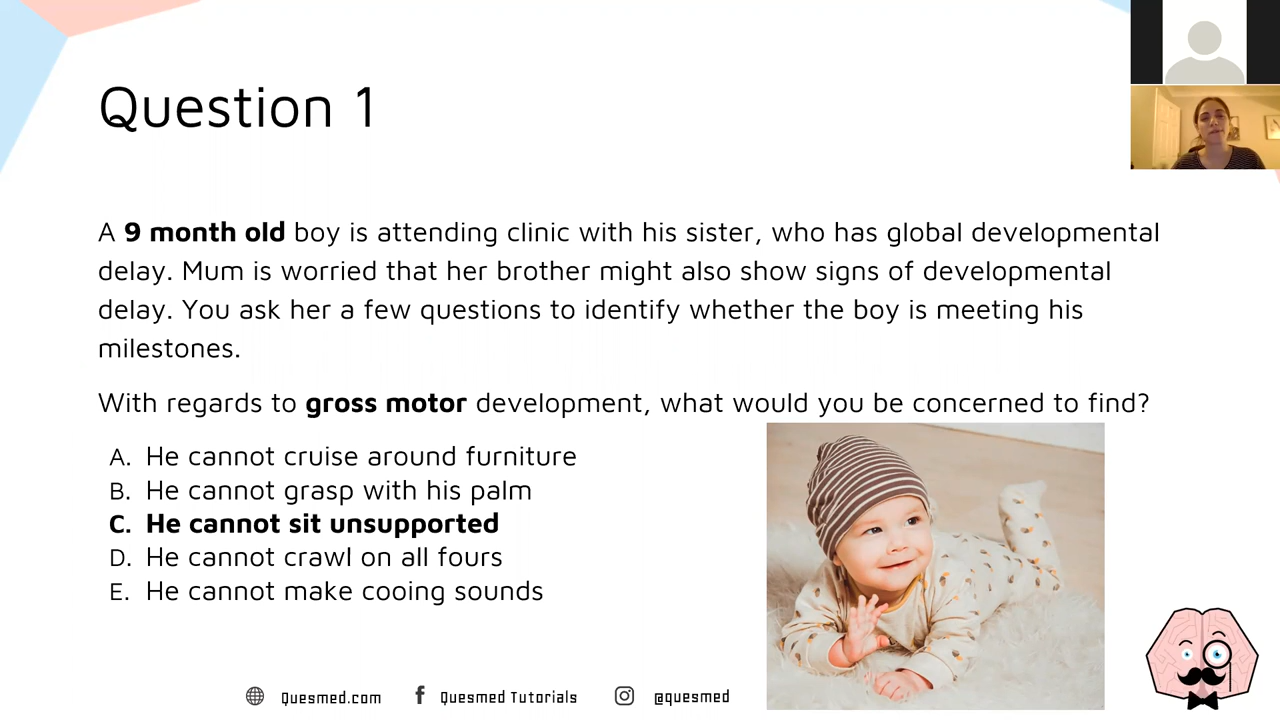 Question 1
A 9 month old boy is attending clinic with his sister, who has global developmental
delay. Mum is worried that her brother might also show signs of developmental
delay. You ask her a few questions to identify whether the boy is meeting his
milestones.
With regards to gross motor development, what would you be concerned to find?
A. He cannot cruise around furniture
B. He cannot grasp with his palm
C. He cannot sit unsupported
D. He cannot crawl on all fours
E. He cannot make cooing sounds
Quesmed.com Quesmed Tutorials @quesmed